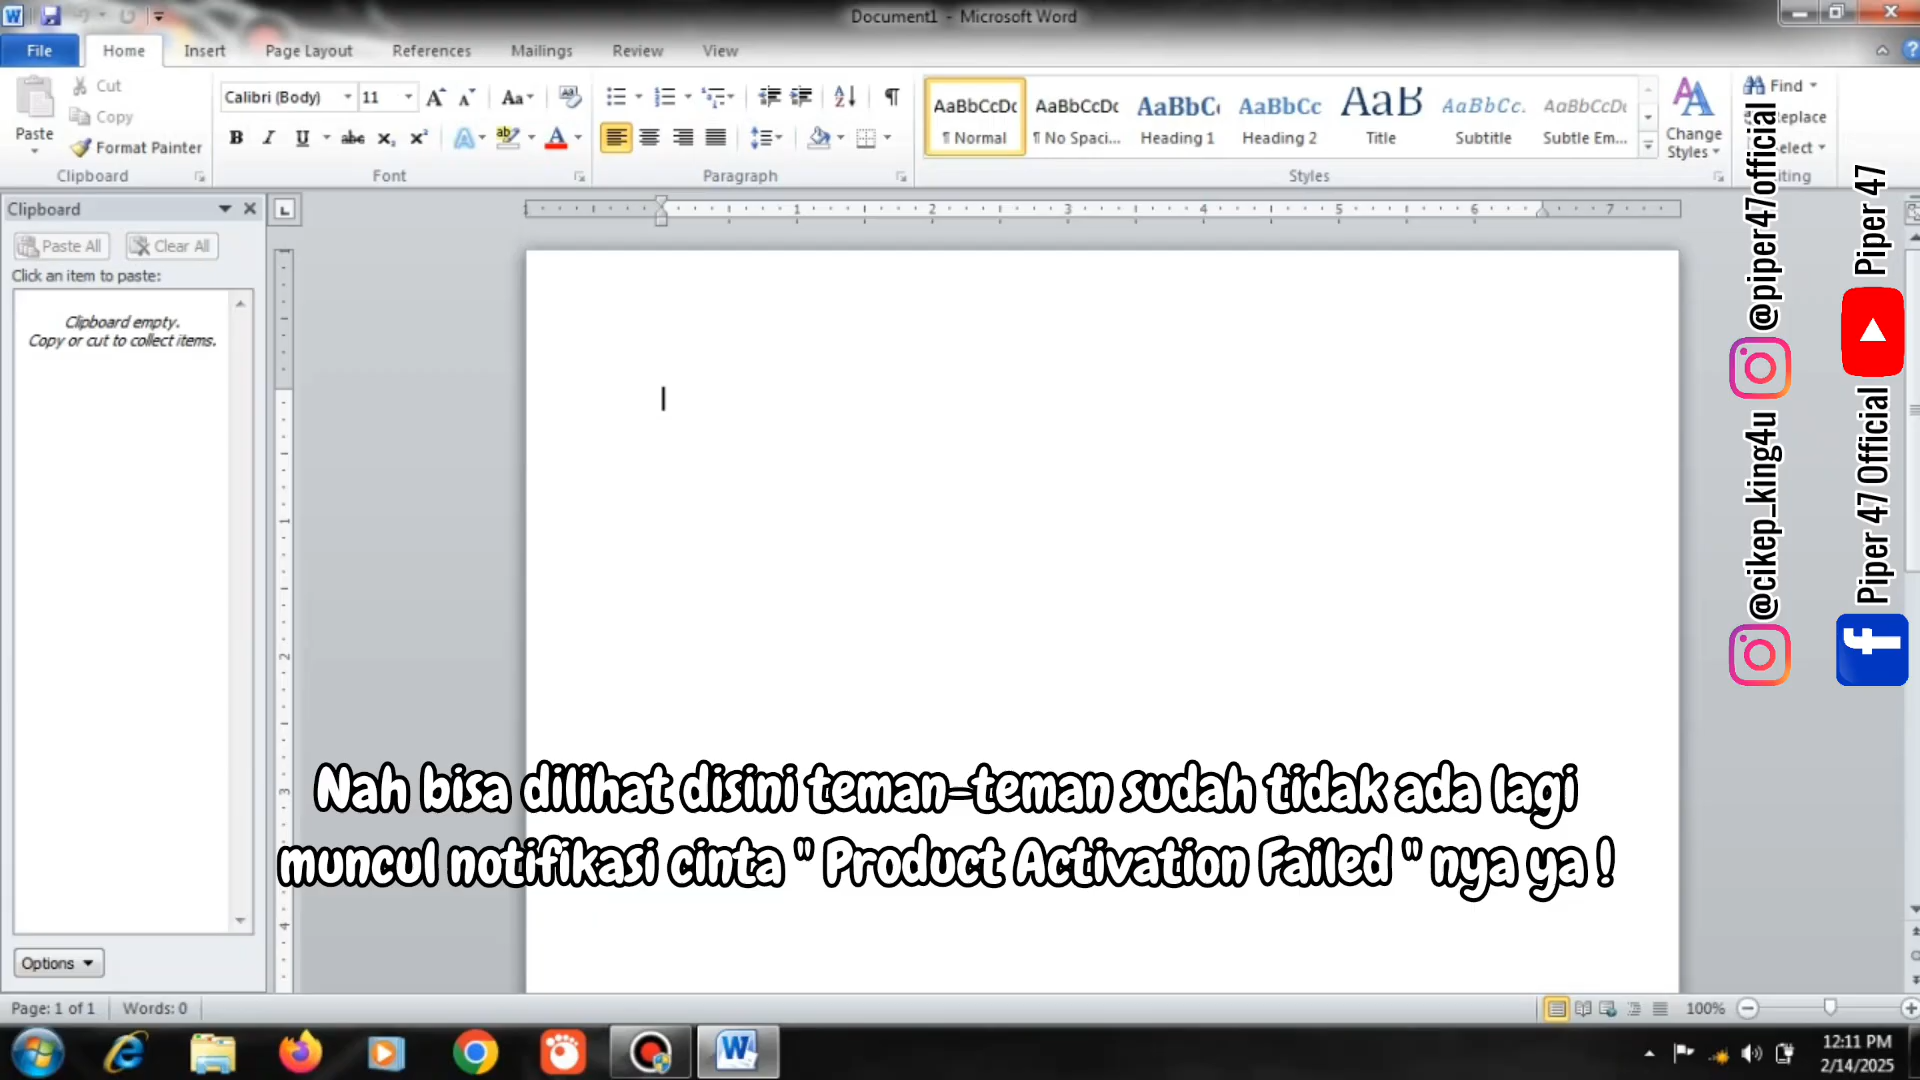 Document1 - Microsoft Word
File Home Insert Page Layout References Mailings Review View
Paste
Cut
Copy
Format Painter
Clipboard
Calibri (Body) 11
Font
Paragraph
AaBbCcDc AaBbCcDc AaBbC AaBbCc AaB AaBbCc. AaBbCcDc
¶ Normal ¶ No Spaci... Heading 1 Heading 2 Title Subtitle Subtle Em...
Styles
Change
Styles
Find
eplace
elect
iting
Clipboard
Paste All Clear All
Click an item to paste:
Clipboard empty.
Copy or cut to collect items.
Options
@piper47official
@cikep_king4u
Piper 47
Piper 47 Official
Nah bisa dilihat disini teman-teman sudah tidak ada lagi
muncul notifikasi cinta " Product Activation Failed " nya ya !
Page: 1 of 1 Words: 0
100%
12:11 PM
2/14/2025